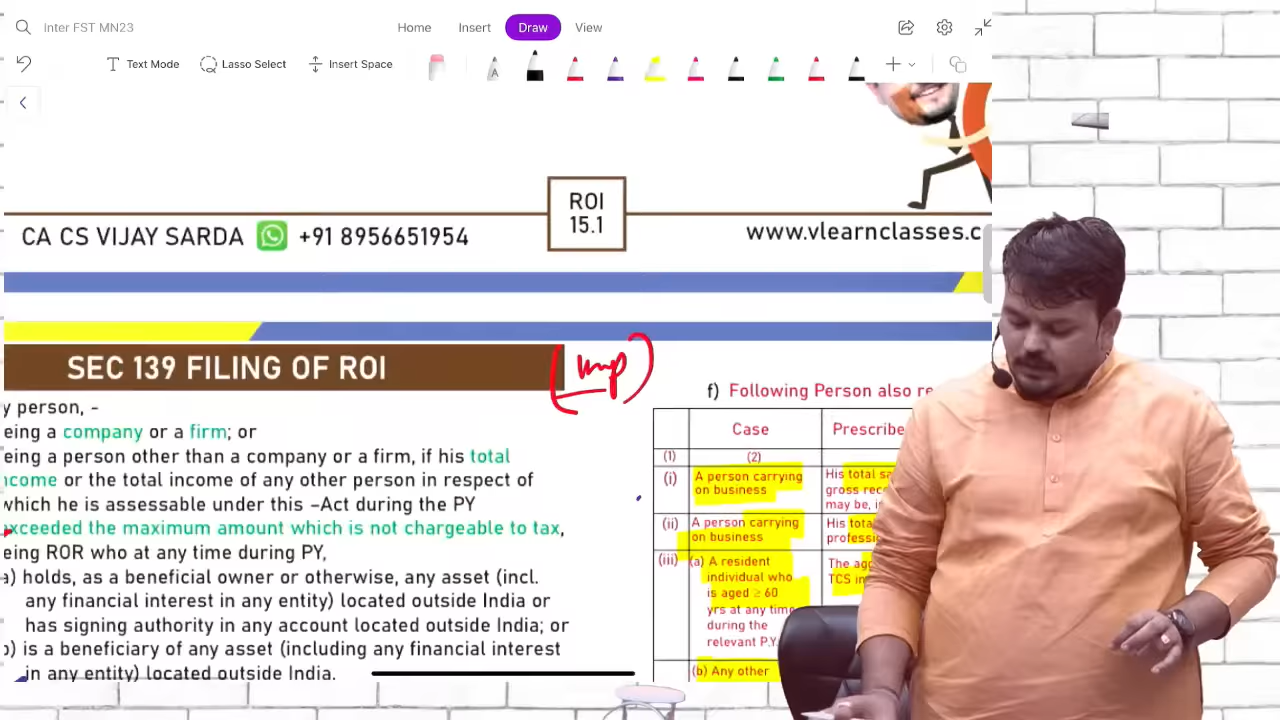 Inter FST MN23
Home Insert Draw View
Text Mode Lasso Select Insert Space
ROI
15.1
CA CS VIJAY SARDA +91 8956651954
www.vlearnclasses.c
SEC 139 FILING OF ROI
Imp
y person, -
eing a company or a firm; or
eing a person other than a company or a firm, if his total
ncome or the total income of any other person in respect of
which he is assessable under this –Act during the PY
exceeded the maximum amount which is not chargeable to tax,
eing ROR who at any time during PY,
a) holds, as a beneficial owner or otherwise, any asset (incl.
any financial interest in any entity) located outside India or
has signing authority in any account located outside India; or
b) is a beneficiary of any asset (including any financial interest
in any entity) located outside India.
f) Following Person also re
Case Prescribe
(1) (2)
(i) A person carrying
on business
His total sa
gross rec
may be, i
(ii) A person carrying
on business
His total
professi
(iii) (a) A resident
individual who
is aged ≥ 60
yrs at any time
during the
relevant P.Y.
The agg
TCS in
(b) Any other